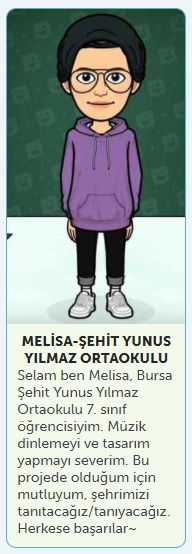 MELİSA-ŞEHİT YUNUS
YILMAZ ORTAOKULU
Selam ben Melisa, Bursa
Şehit Yunus Yılmaz
Ortaokulu 7. sınıf
öğrencisiyim. Müzik
dinlemeyi ve tasarım
yapmayı severim. Bu
projede olduğum için
mutluyum, şehrimizi
tanıtacağız/tanıyacağız.
Herkese başarılar~